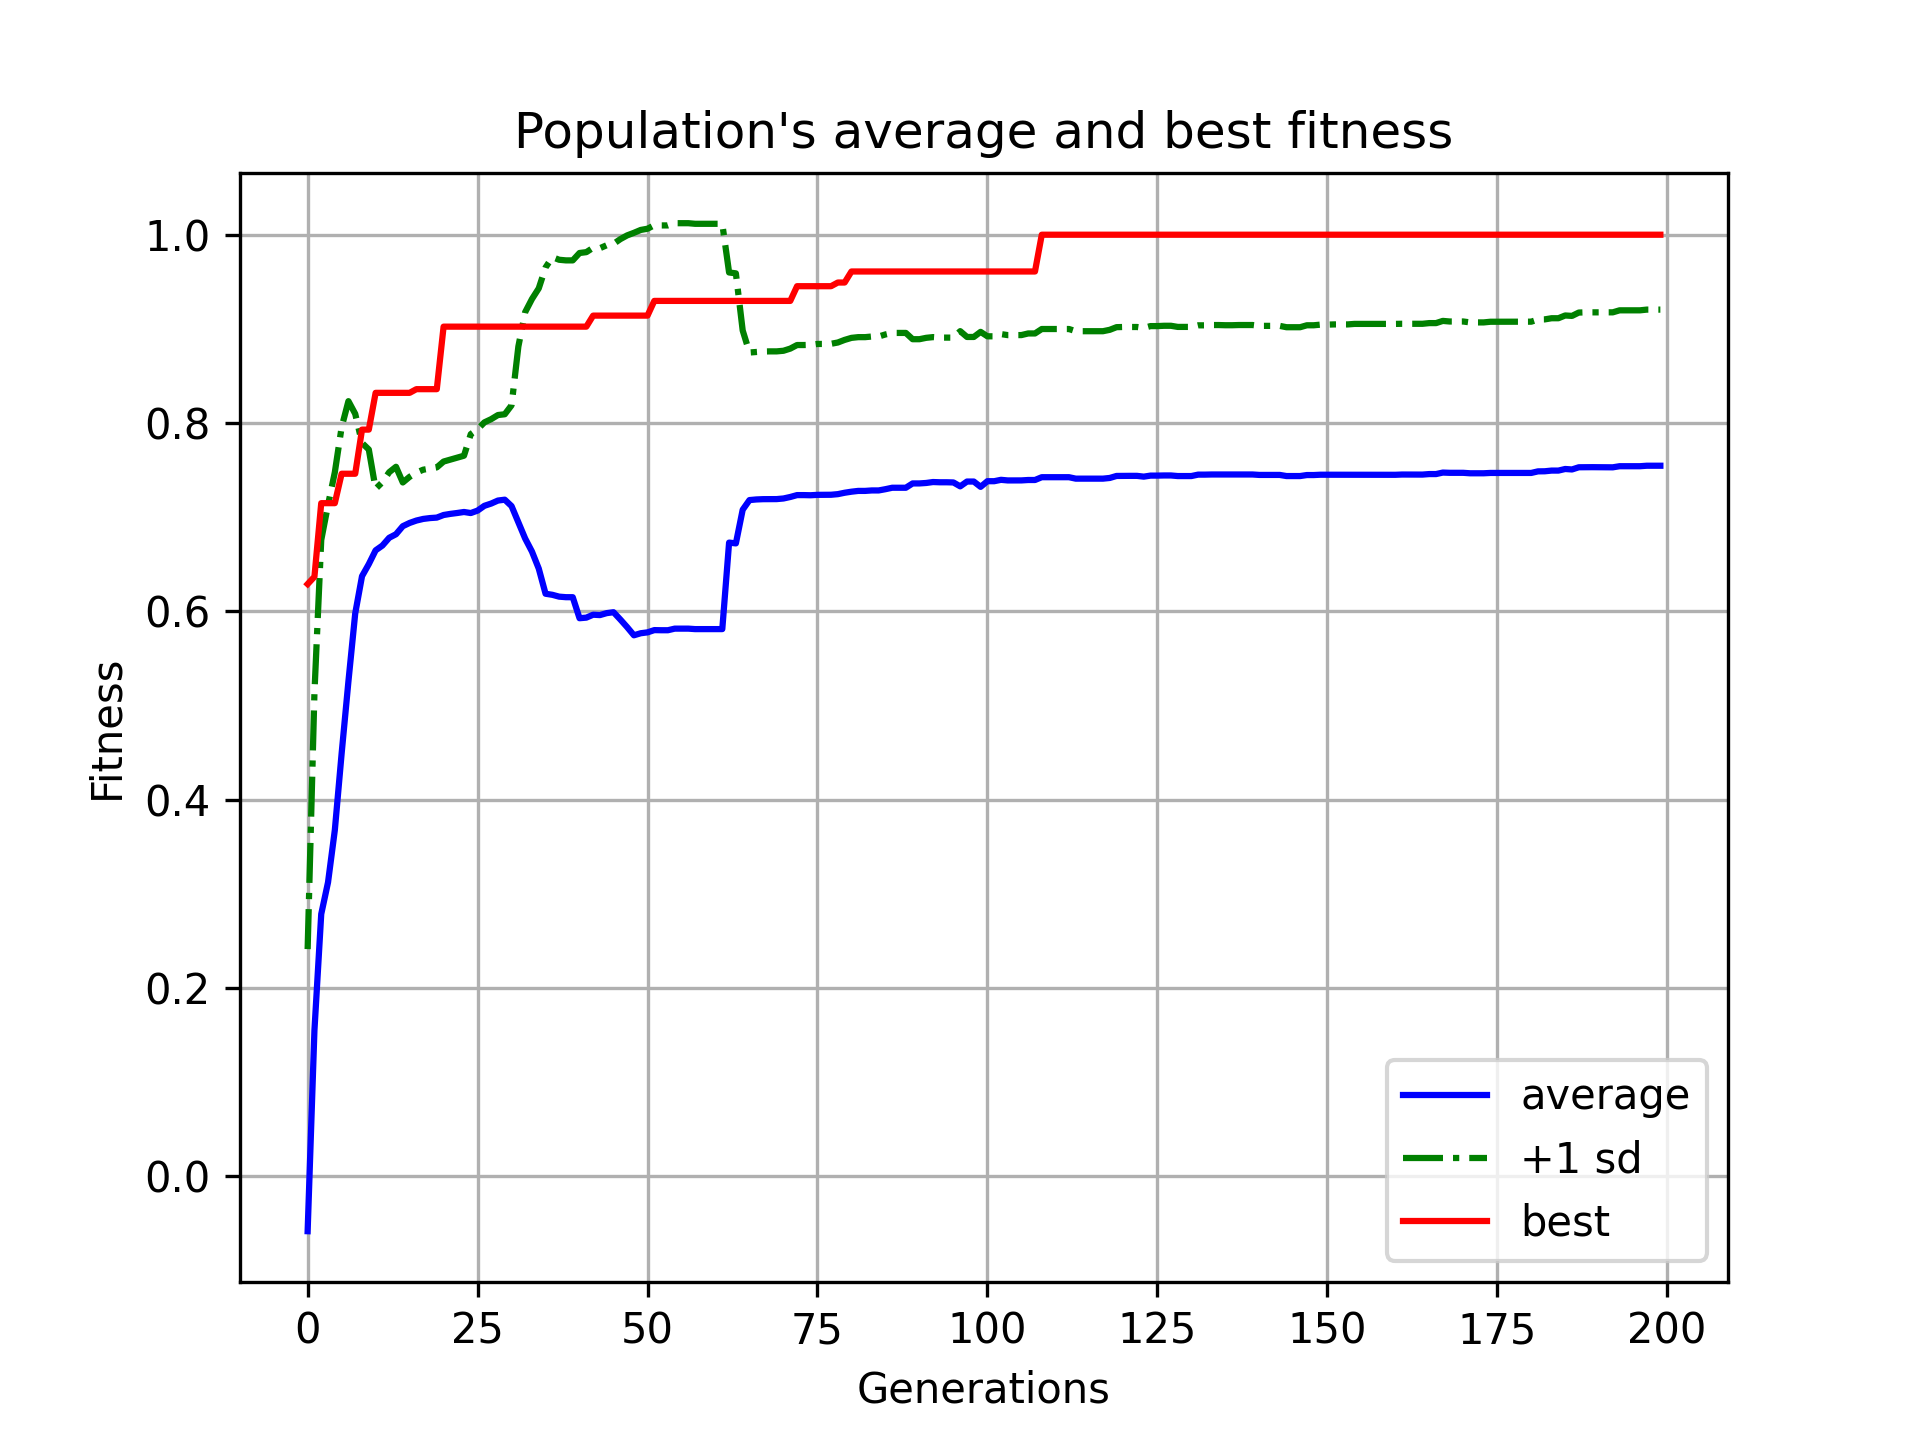 Population's average and best fitness
1.0
0.8
0.6
0.4
0.2
0.0
Fitness
average
+1 sd
best
0 25 50 75 100 125 150 175 200
Generations